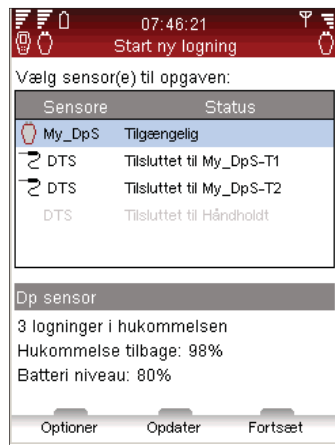 07:46:21
Start ny logning
Vælg sensor(e) til opgaven:
Sensore Status
My_DpS Tilgængelig
DTS Tilsluttet til My_DpS-T1
DTS Tilsluttet til My_DpS-T2
DTS Tilsluttet til Håndholdt
Dp sensor
3 logninger i hukommelsen
Hukommelse tilbage: 98%
Batteri niveau: 80%
Optioner Opdater Fortsæt